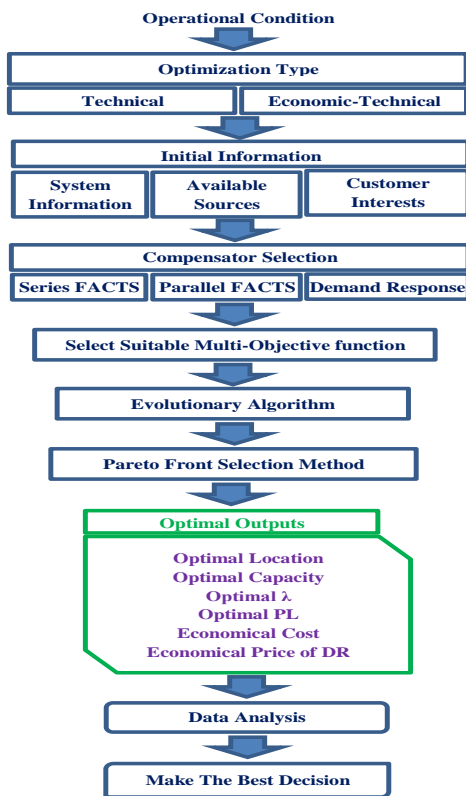 Operational Condition
Optimization Type
Technical
Economic-Technical
Initial Information
System
Information
Available
Sources
Customer
Interests
Compensator Selection
Series FACTS
Parallel FACTS
Demand Response
Select Suitable Multi-Objective function
Evolutionary Algorithm
Pareto Front Selection Method
Optimal Outputs
Optimal Location
Optimal Capacity
Optimal λ
Optimal PL
Economical Cost
Economical Price of DR
Data Analysis
Make The Best Decision